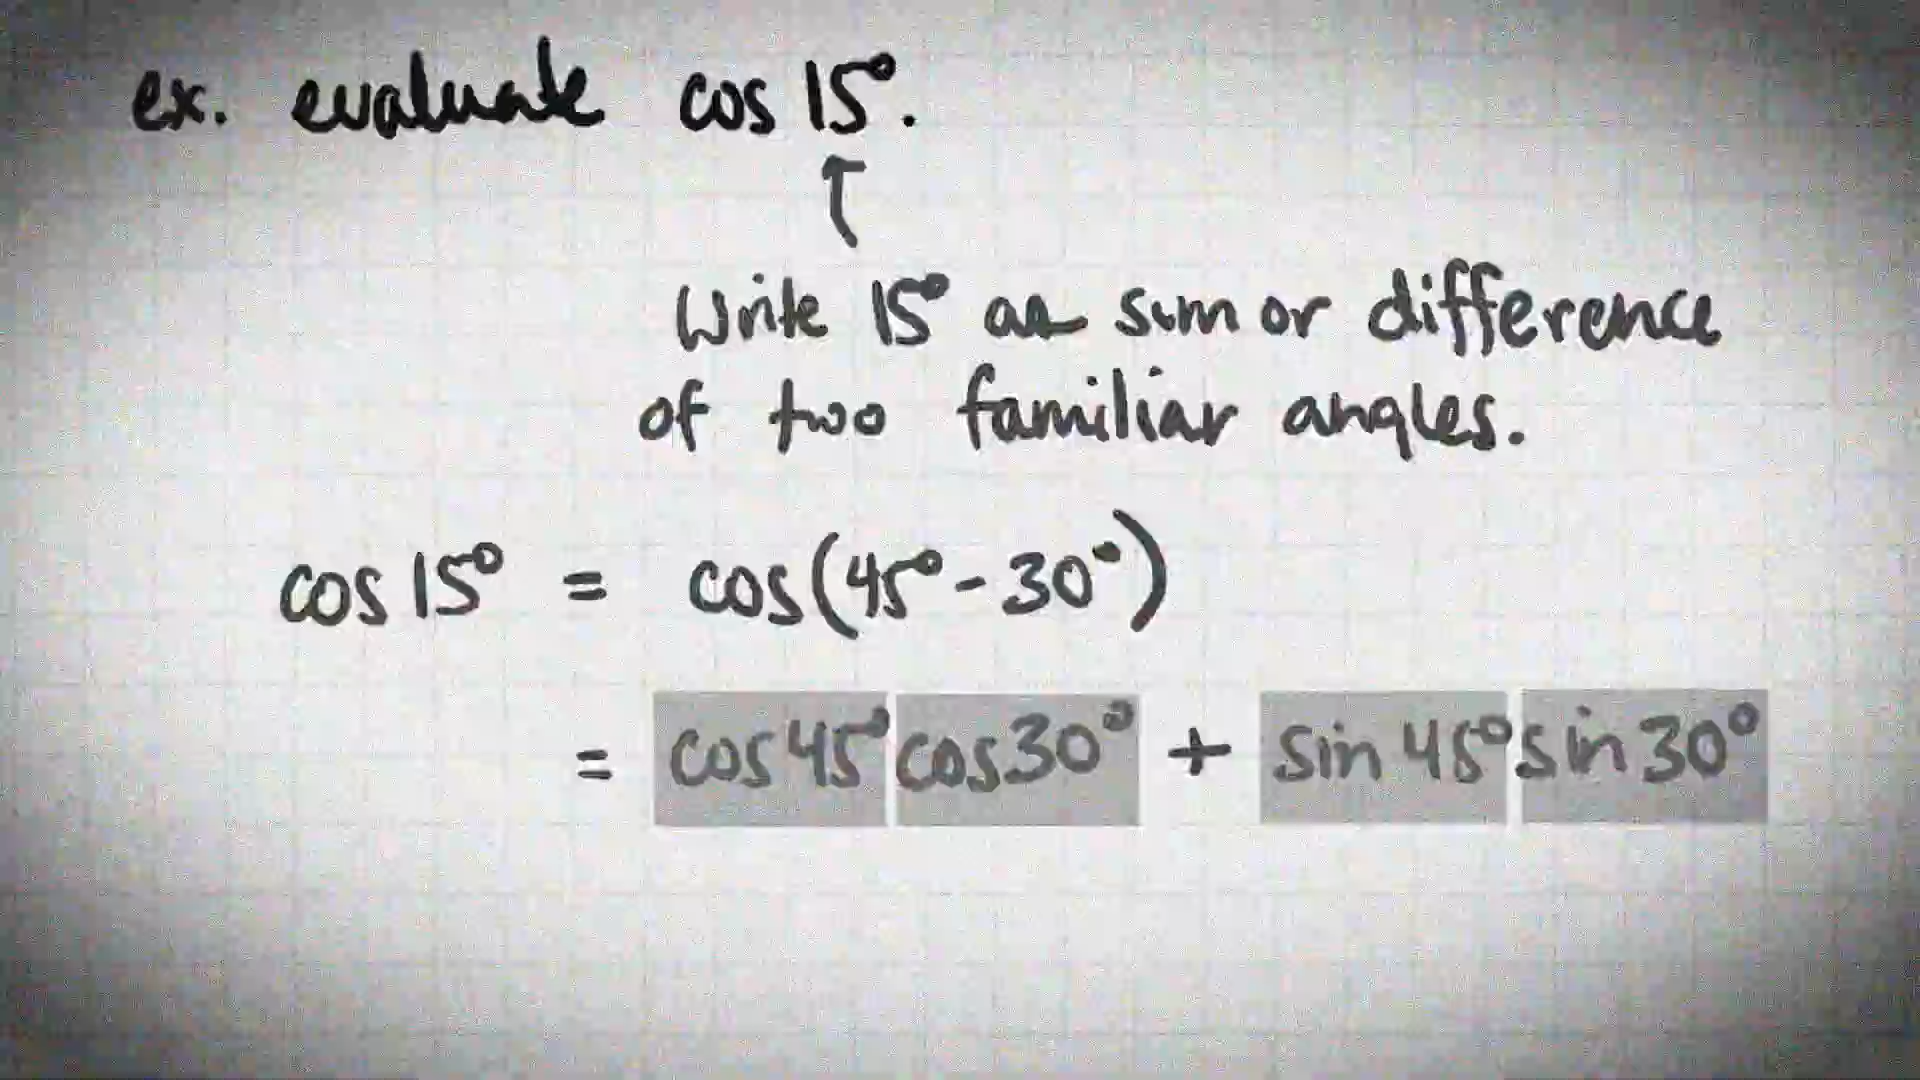 ex. evaluate cos 15°.
Write 15° as sum or difference
of two familiar angles.
cos 15° = cos(45° - 30°)
= cos 45° cos 30° + sin 45° sin 30°